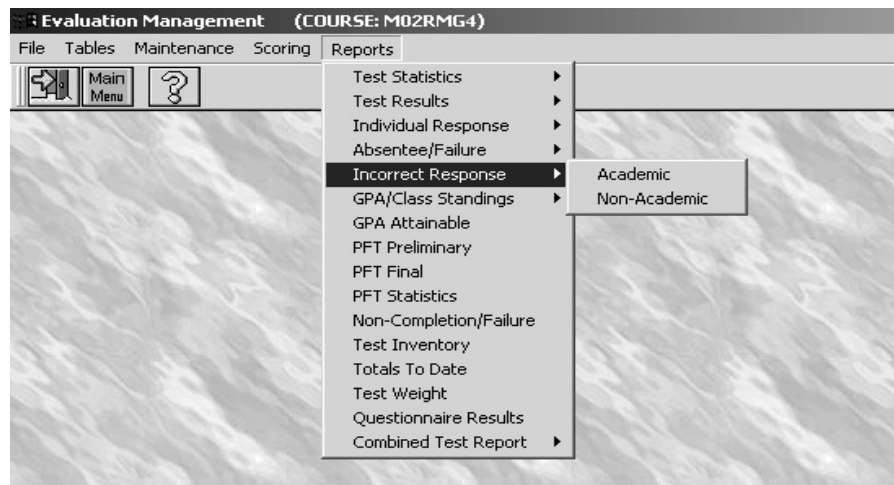 Evaluation Management (COURSE: M02RMG4)
File Tables Maintenance Scoring Reports
Main
Menu
?
Test Statistics
Test Results
Individual Response
Absentee/Failure
Incorrect Response
Academic
Non-Academic
GPA/Class Standings
GPA Attainable
PFT Preliminary
PFT Final
PFT Statistics
Non-Completion/Failure
Test Inventory
Totals To Date
Test Weight
Questionnaire Results
Combined Test Report